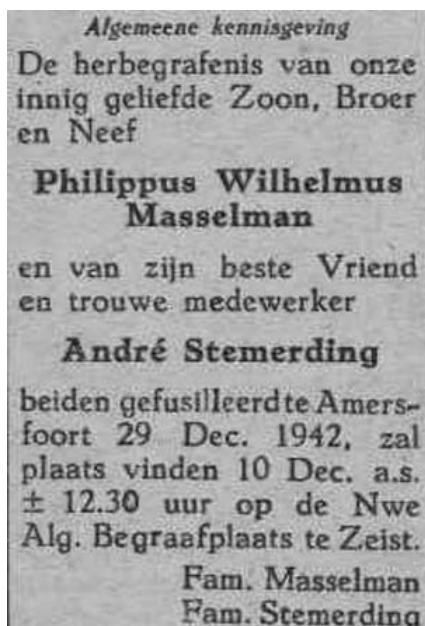 Algemeene kennisgeving
De herbegrafenis van onze
innig geliefde Zoon, Broer
en Neef
Philippus Wilhelmus
Masselman
en van zijn beste Vriend
en trouwe medewerker
André Stemerding
beiden gefusilleerd te Amers-
foort 29 Dec. 1942, zal
plaats vinden 10 Dec. a.s.
± 12.30 uur op de Nwe
Alg. Begraafplaats te Zeist.
Fam. Masselman
Fam. Stemerding